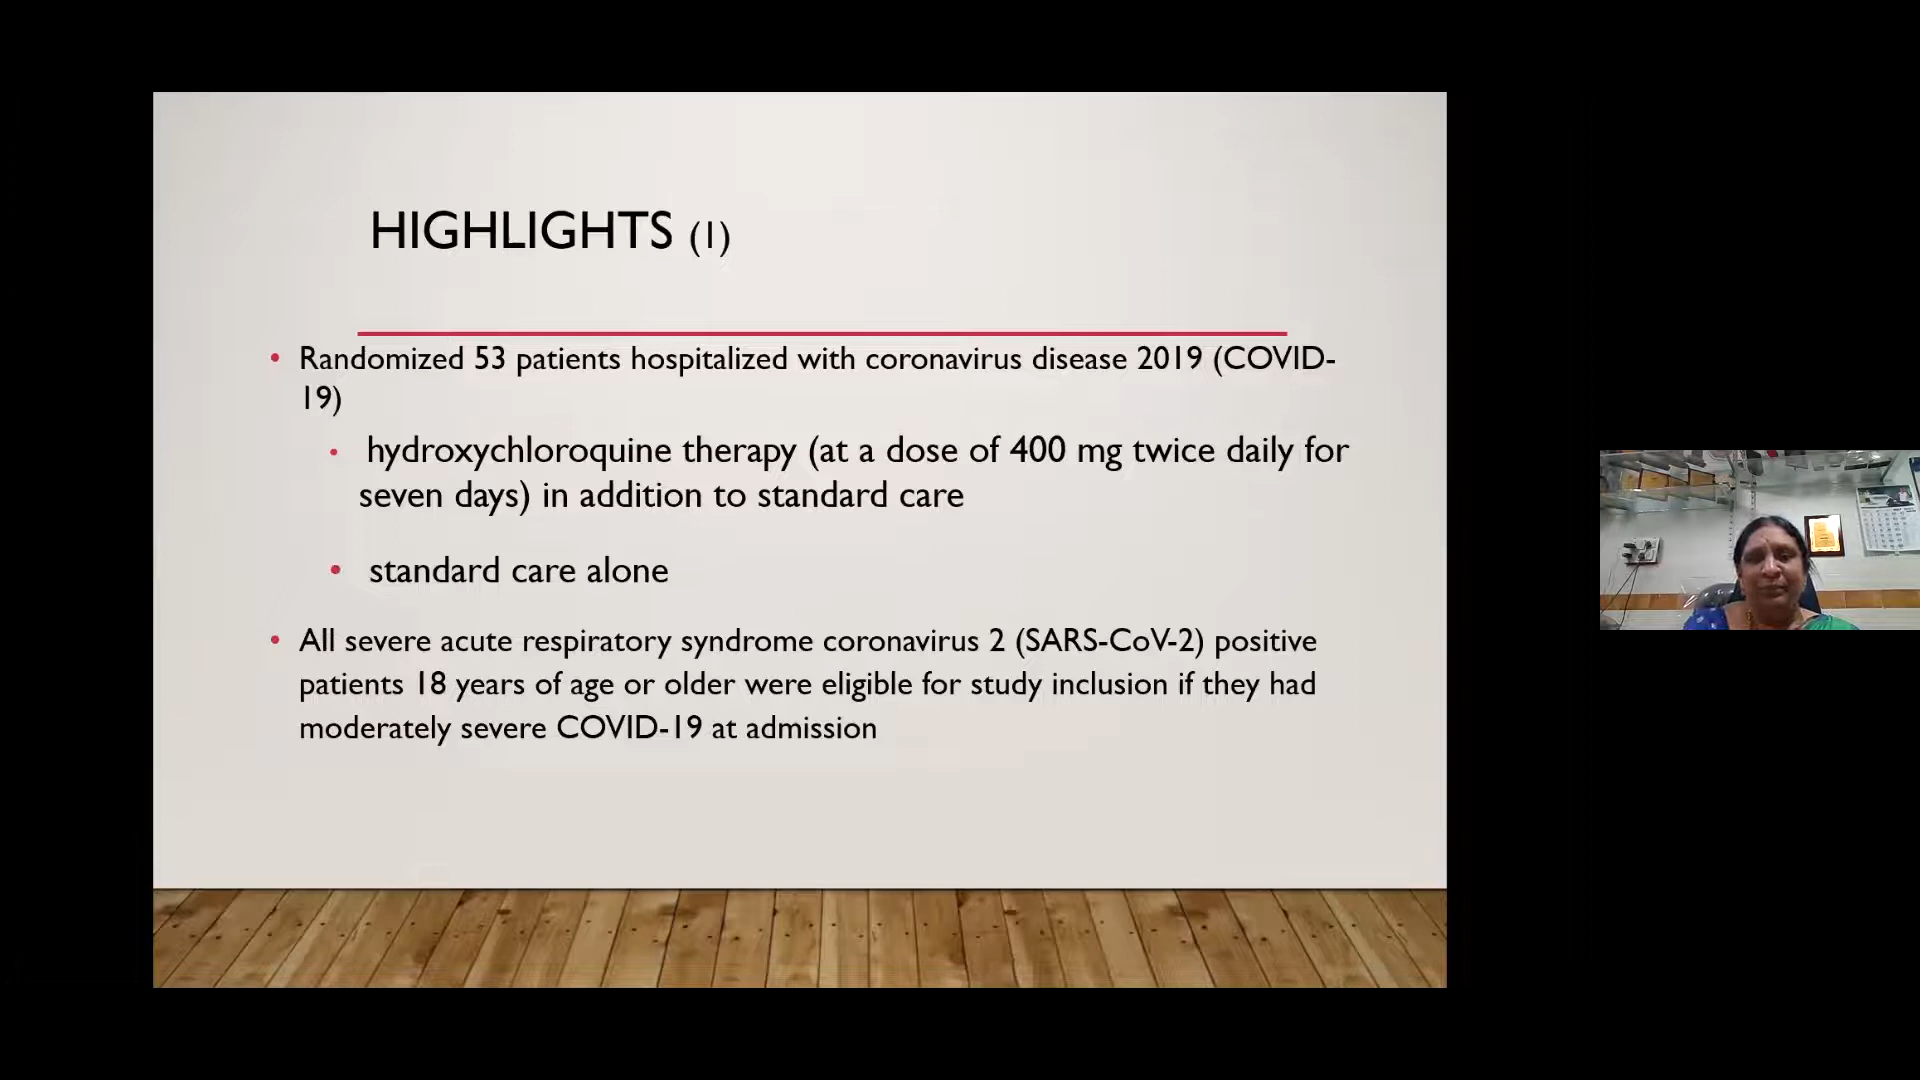 HIGHLIGHTS (1)
• Randomized 53 patients hospitalized with coronavirus disease 2019 (COVID-
19)
• hydroxychloroquine therapy (at a dose of 400 mg twice daily for
seven days) in addition to standard care
• standard care alone
• All severe acute respiratory syndrome coronavirus 2 (SARS-CoV-2) positive
patients 18 years of age or older were eligible for study inclusion if they had
moderately severe COVID-19 at admission